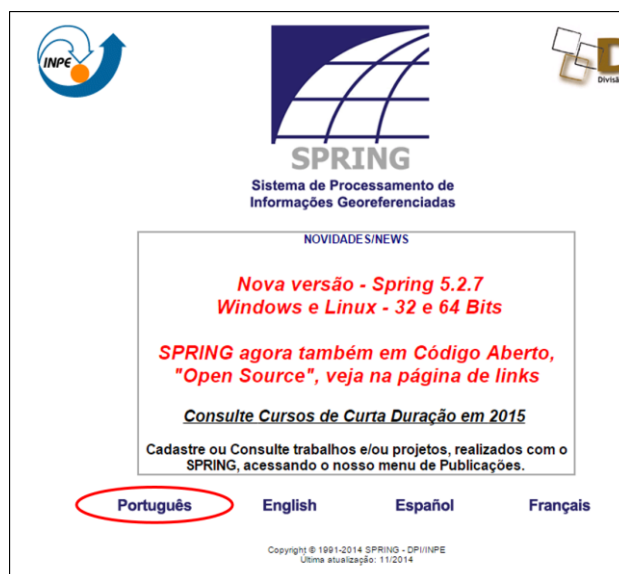 INPE
D
Divisã
SPRING
Sistema de Processamento de
Informações Georeferenciadas
NOVIDADES/NEWS
Nova versão - Spring 5.2.7
Windows e Linux - 32 e 64 Bits
SPRING agora também em Código Aberto,
"Open Source", veja na página de links
Consulte Cursos de Curta Duração em 2015
Cadastre ou Consulte trabalhos e/ou projetos, realizados com o
SPRING, acessando o nosso menu de Publicações.
Português English Español Français
Copyright © 1991-2014 SPRING - DPI/INPE
Última atualização: 11/2014